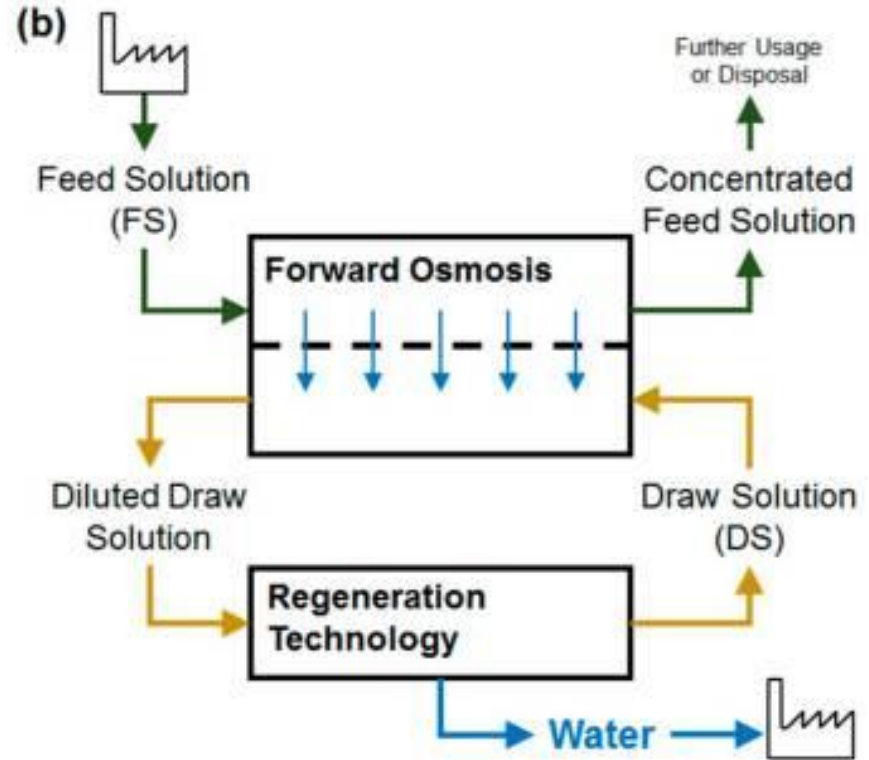 (b)
Further Usage
or Disposal
Feed Solution
(FS)
Concentrated
Feed Solution
Forward Osmosis
Diluted Draw
Solution
Draw Solution
(DS)
Regeneration
Technology
Water